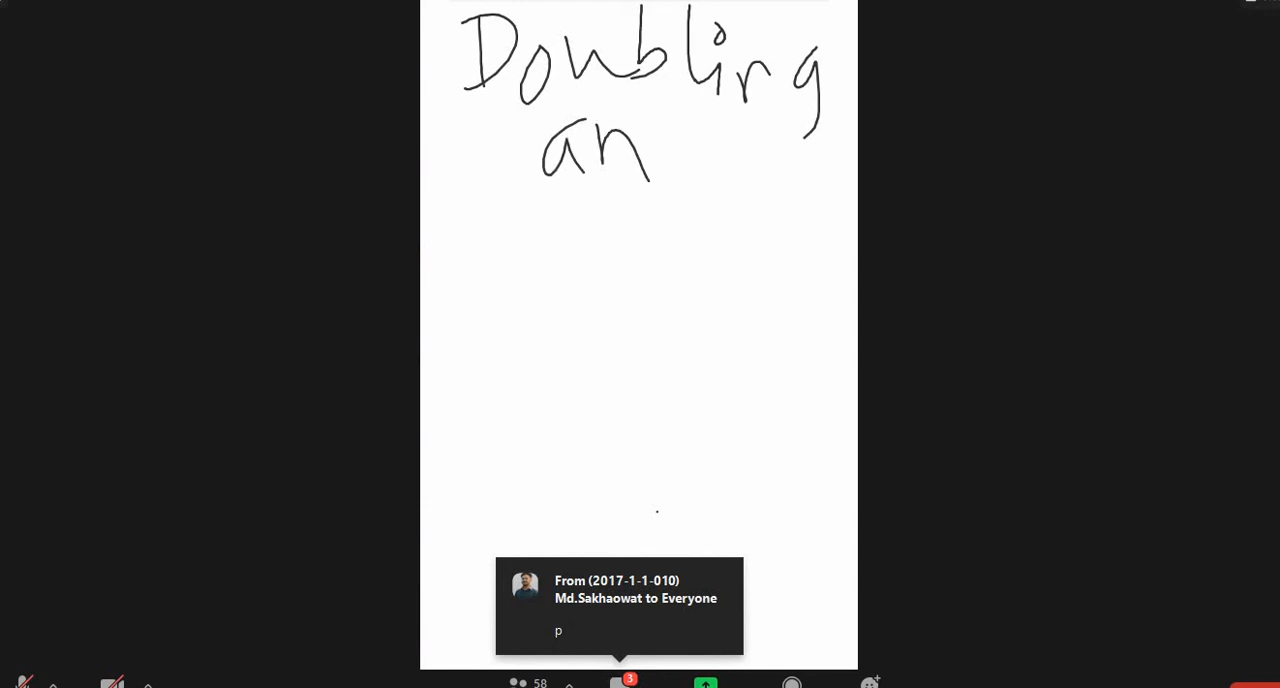 Doubling
an
From (2017-1-1-010)
Md.Sakhaowat to Everyone
p
3
58